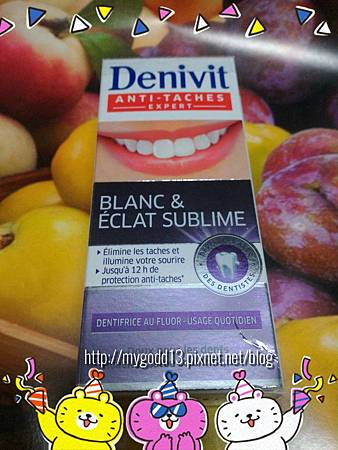 Denivit
ANTI-TACHES
EXPERT
BLANC &
ÉCLAT SUBLIME
Élimine les taches et
illumine votre sourire
Jusqu'à 12 h de
protection anti-taches*
DES DENTISTES
DENTIFRICE AU FLUOR - USAGE QUOTIDIEN
http://mygodd13.pixnet.net/blog